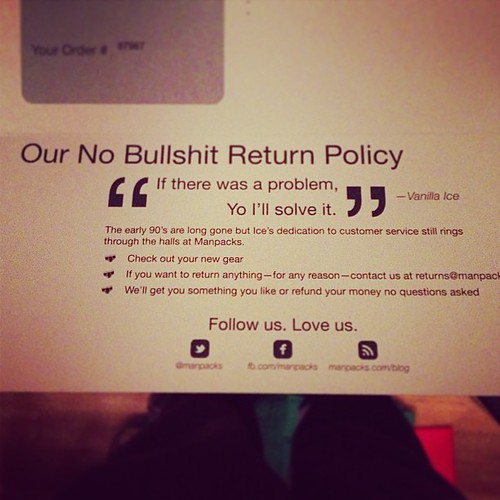 Your Order # 97967
Our No Bullshit Return Policy
“ If there was a problem,
Yo I'll solve it. ”
—Vanilla Ice
The early 90's are long gone but Ice's dedication to customer service still rings
through the halls at Manpacks.
Check out your new gear
If you want to return anything—for any reason—contact us at returns@manpack
We'll get you something you like or refund your money no questions asked
Follow us. Love us.
@manpacks fb.com/manpacks manpacks.com/blog